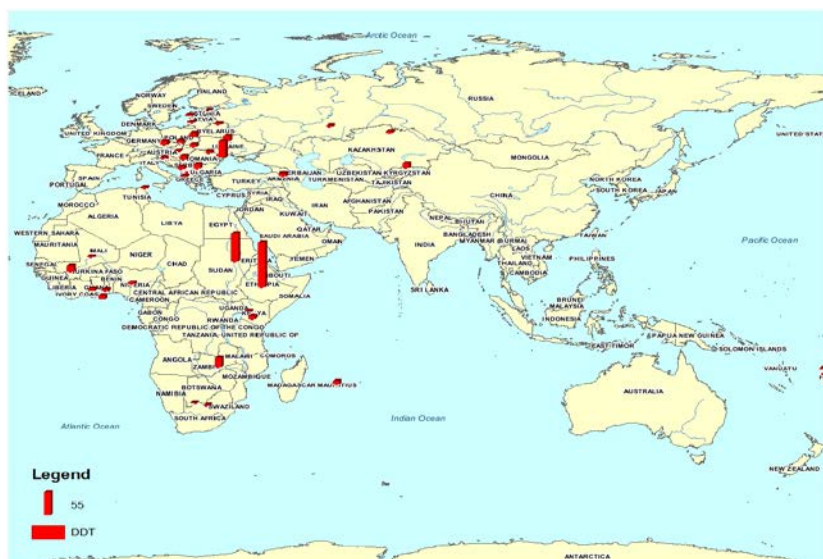 Arctic Ocean
ICELAND
NORWAY
FINLAND
SWEDEN
RUSSIA
ESTONIA
LATVIA
DENMARK
UNITED KINGDOM
BYELARUS
POLAND
GERMANY
UNITED STATES
FRANCE
AUSTRIA
UKRAINE
KAZAKHSTAN
ROMANIA
MONGOLIA
ITALY
BULGARIA
UZBEKISTAN
KYRGYZSTAN
SPAIN
PORTUGAL
GREECE
TURKEY
ARMENIA
AZERBAIJAN
TURKMENISTAN
TAJIKISTAN
NORTH KOREA
SOUTH KOREA
JAPAN
CYPRUS
SYRIA
TUNISIA
CHINA
MOROCCO
IRAQ
IRAN
AFGHANISTAN
JORDAN
KUWAIT
PAKISTAN
ALGERIA
LIBYA
EGYPT
NEPAL
BHUTAN
WESTERN SAHARA
SAUDI ARABIA
QATAR
BANGLADESH
TAIWAN
MAURITANIA
OMAN
INDIA
MYANMAR (BURMA)
LAOS
Pacific Ocean
MALI
NIGER
ERIT
YEMEN
VIETNAM
SENEGAL
CHAD
SUDAN
THAILAND
PHILIPPINES
BURKINA FASO
DJIBOUTI
CAMBODIA
GUINEA
BENIN
NIGERIA
ETHIOPIA
SRI LANKA
LIBERIA
GHANA
CENTRAL AFRICAN REPUBLIC
SOMALIA
IVORY COAST
CAMEROON
BRUNEI
MALAYSIA
GABON
CONGO
UGANDA
KENYA
RWANDA
INDONESIA
DEMOCRATIC REPUBLIC OF THE CONGO
PAPUA NEW GUINEA
TANZANIA, UNITED REPUBLIC OF
EAST TIMOR
SOLOMON ISLANDS
ANGOLA
MALAWI
COMOROS
ZAMBI
VANUATU
MOZAMBIQUE
BOTSWANA
MADAGASCAR
MAURITIUS
NAMIBIA
AUSTRALIA
SWAZILAND
SOUTH AFRICA
Atlantic Ocean
Indian Ocean
NEW ZEALAND
Legend
55
DDT
ANTARCTICA